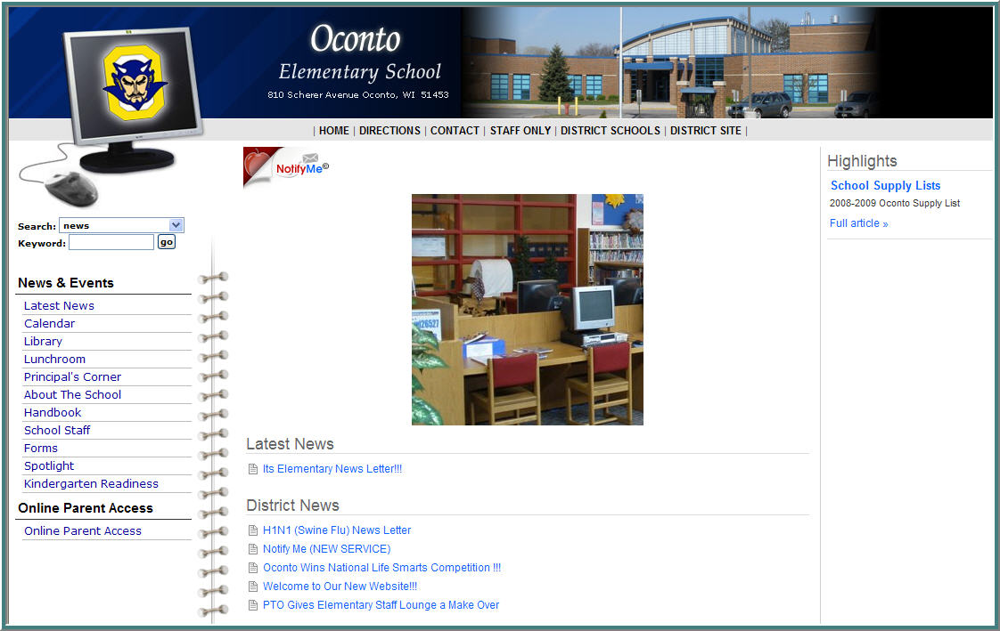 Oconto
Elementary School
810 Scherer Avenue Oconto, WI 51453
| HOME | DIRECTIONS | CONTACT | STAFF ONLY | DISTRICT SCHOOLS | DISTRICT SITE |
Search: news
Keyword: go
News & Events
Latest News
Calendar
Library
Lunchroom
Principal's Corner
About The School
Handbook
School Staff
Forms
Spotlight
Kindergarten Readiness
Online Parent Access
Online Parent Access
NotifyMe©
Latest News
Its Elementary News Letter!!!
District News
H1N1 (Swine Flu) News Letter
Notify Me (NEW SERVICE)
Oconto Wins National Life Smarts Competition !!!
Welcome to Our New Website!!!
PTO Gives Elementary Staff Lounge a Make Over
Highlights
School Supply Lists
2008-2009 Oconto Supply List
Full article »